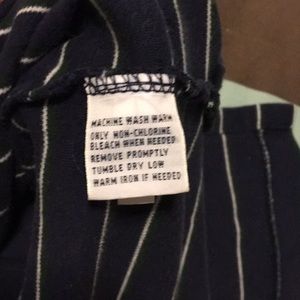 MACHINE WASH WARM
ONLY NON-CHLORINE
BLEACH WHEN NEEDED
REMOVE PROMPTLY
TUMBLE DRY LOW
WARM IRON IF NEEDED